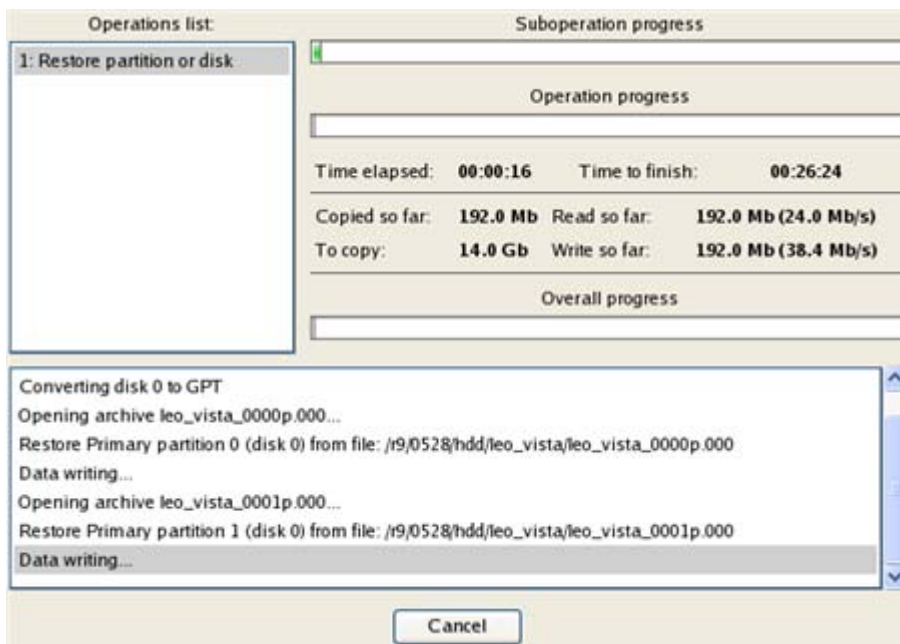 Operations list:
Suboperation progress
1: Restore partition or disk
Operation progress
Time elapsed: 00:00:16 Time to finish: 00:26:24
Copied so far: 192.0 Mb Read so far: 192.0 Mb (24.0 Mb/s)
To copy: 14.0 Gb Write so far: 192.0 Mb (38.4 Mb/s)
Overall progress
Converting disk 0 to GPT
Opening archive leo_vista_0000p.000...
Restore Primary partition 0 (disk 0) from file: /r9/0528/hdd/leo_vista/leo_vista_0000p.000
Data writing...
Opening archive leo_vista_0001p.000...
Restore Primary partition 1 (disk 0) from file: /r9/0528/hdd/leo_vista/leo_vista_0001p.000
Data writing...
Cancel